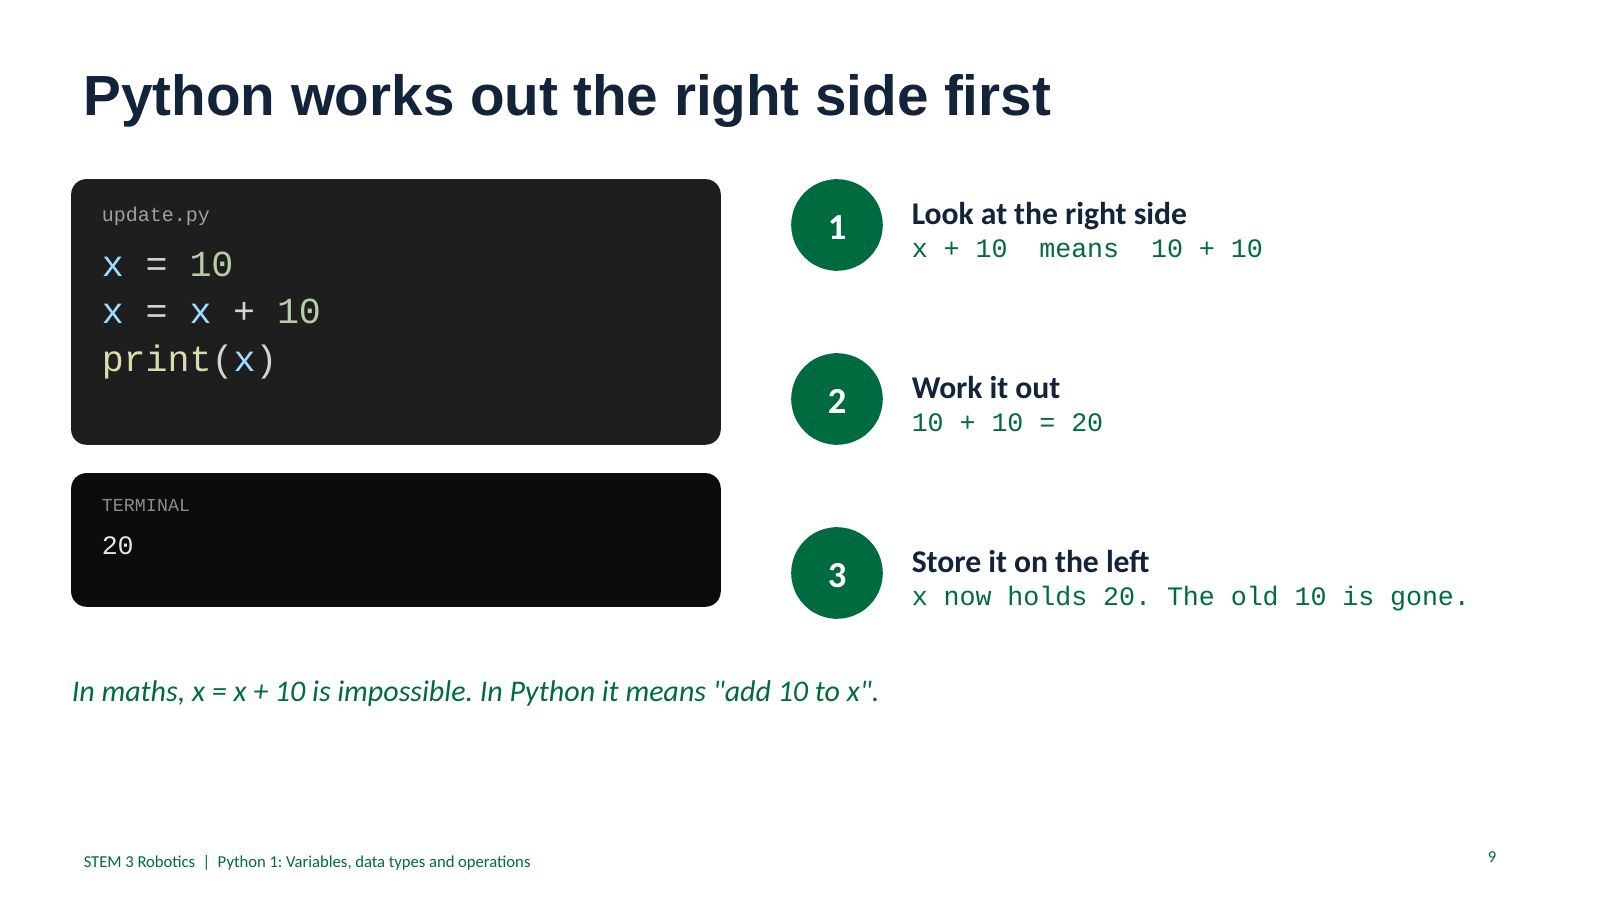 Python works out the right side first
update.py
x = 10
x = x + 10
print(x)
TERMINAL
20
1
Look at the right side
x + 10  means  10 + 10
2
Work it out
10 + 10 = 20
3
Store it on the left
x now holds 20. The old 10 is gone.
In maths, x = x + 10 is impossible. In Python it means "add 10 to x".
STEM 3 Robotics | Python 1: Variables, data types and operations
9